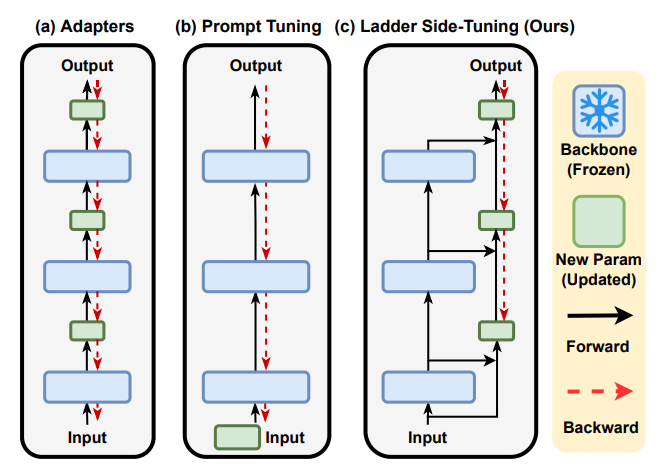 (a) Adapters
(b) Prompt Tuning
(c) Ladder Side-Tuning (Ours)
Output
Output
Output
Input
Input
Input
Backbone
(Frozen)
New Param
(Updated)
Forward
Backward